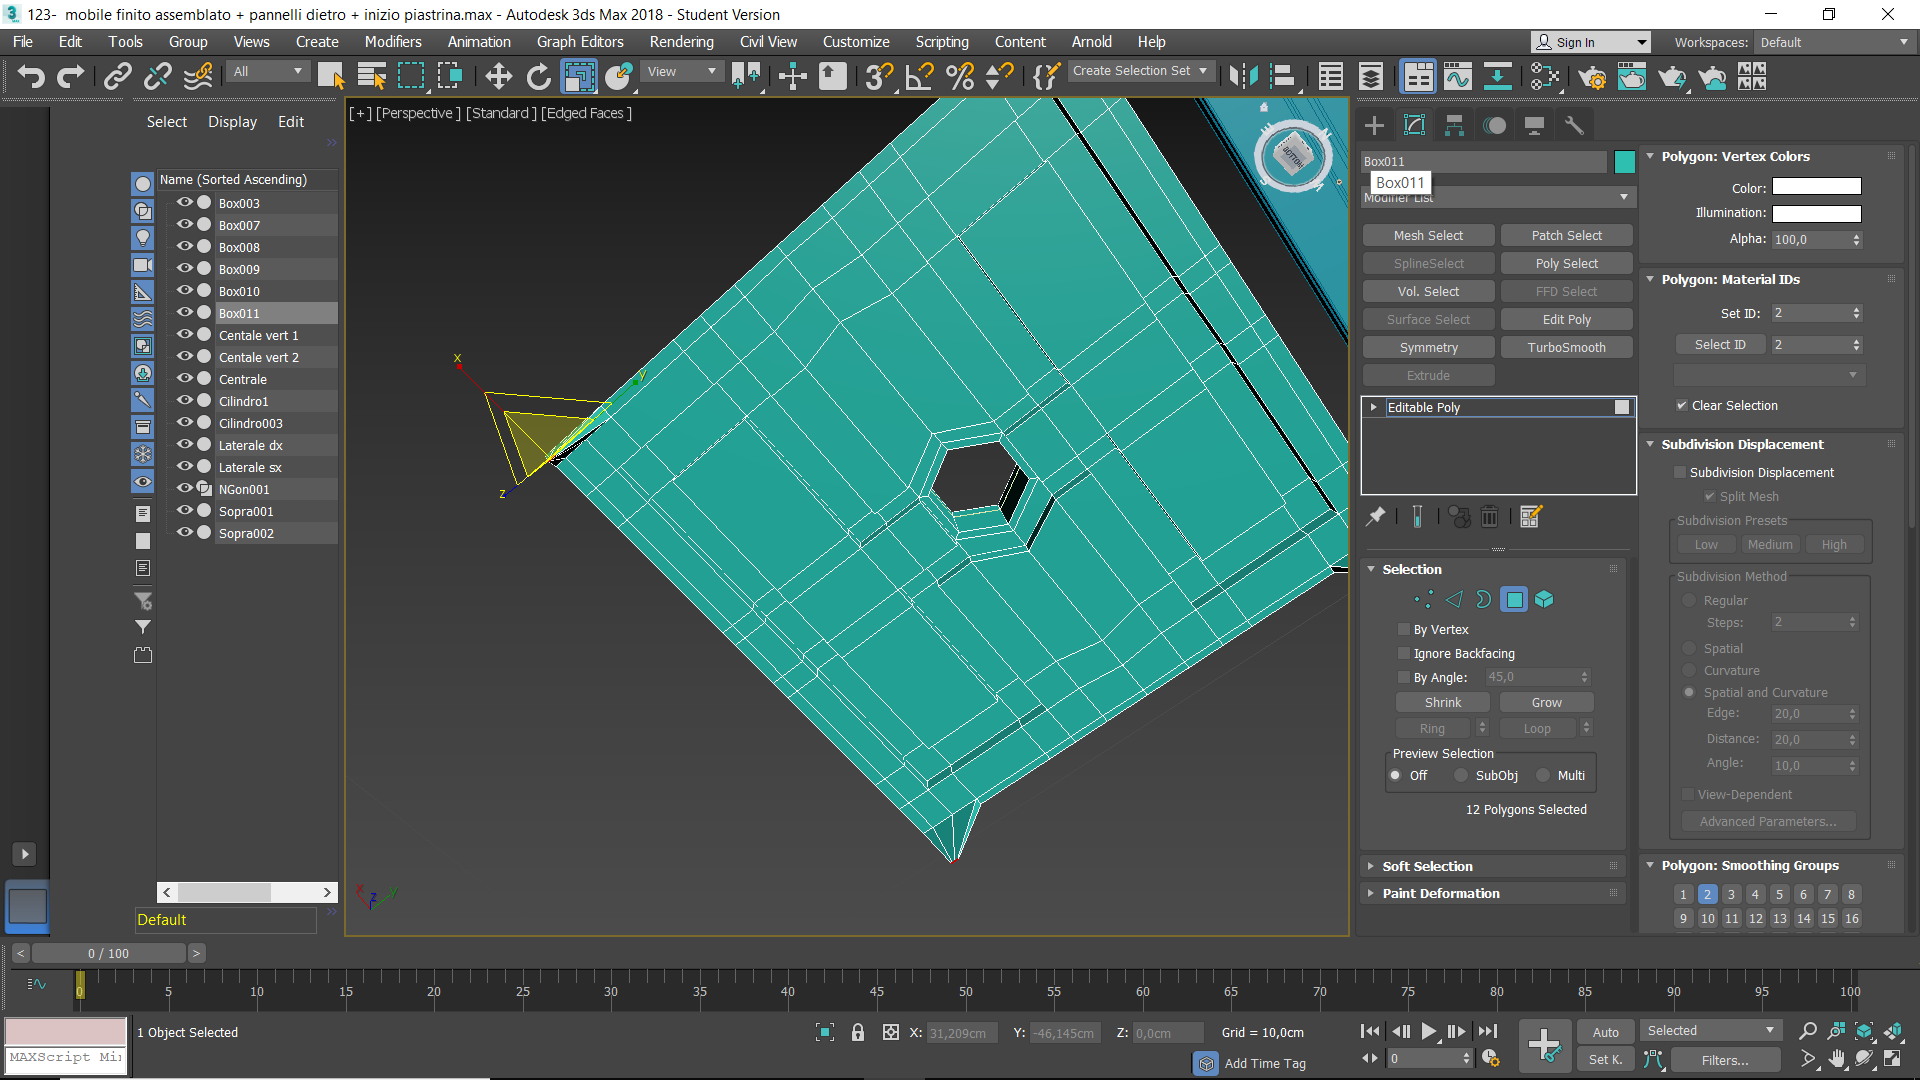 123-  mobile finito assemblato + pannelli dietro + inizio piastrina.max - Autodesk 3ds Max 2018 - Student Version
File Edit Tools Group Views Create Modifiers Animation Graph Editors Rendering Civil View Customize Scripting Content Arnold Help
Sign In
Workspaces: Default
All
View
Create Selection Set
Select Display Edit
Name (Sorted Ascending)
Box003
Box007
Box008
Box009
Box010
Box011
Centale vert 1
Centale vert 2
Centrale
Cilindro1
Cilindro003
Laterale dx
Laterale sx
NGon001
Sopra001
Sopra002
Default
[+] [Perspective] [Standard] [Edged Faces]
x
y
z
BOTTOM
Box011
Box011
Modifier List
Mesh Select Patch Select
SplineSelect Poly Select
Vol. Select FFD Select
Surface Select Edit Poly
Symmetry TurboSmooth
Extrude
Editable Poly
Selection
By Vertex
Ignore Backfacing
By Angle: 45,0
Shrink Grow
Ring Loop
Preview Selection
Off SubObj Multi
12 Polygons Selected
Soft Selection
Paint Deformation
Polygon: Vertex Colors
Color:
Illumination:
Alpha: 100,0
Polygon: Material IDs
Set ID: 2
Select ID 2
Clear Selection
Subdivision Displacement
Subdivision Displacement
Split Mesh
Subdivision Presets
Low Medium High
Subdivision Method
Regular
Steps: 2
Spatial
Curvature
Spatial and Curvature
Edge: 20,0
Distance: 20,0
Angle: 10,0
View-Dependent
Advanced Parameters...
Polygon: Smoothing Groups
1 2 3 4 5 6 7 8
9 10 11 12 13 14 15 16
< 0 / 100 >
0 5 10 15 20 25 30 35 40 45 50 55 60 65 70 75 80 85 90 95 100
1 Object Selected
MAXScript Mi
X: 31,209cm Y: -46,145cm Z: 0,0cm Grid = 10,0cm
Add Time Tag
0
Auto Selected
Set K. Filters...